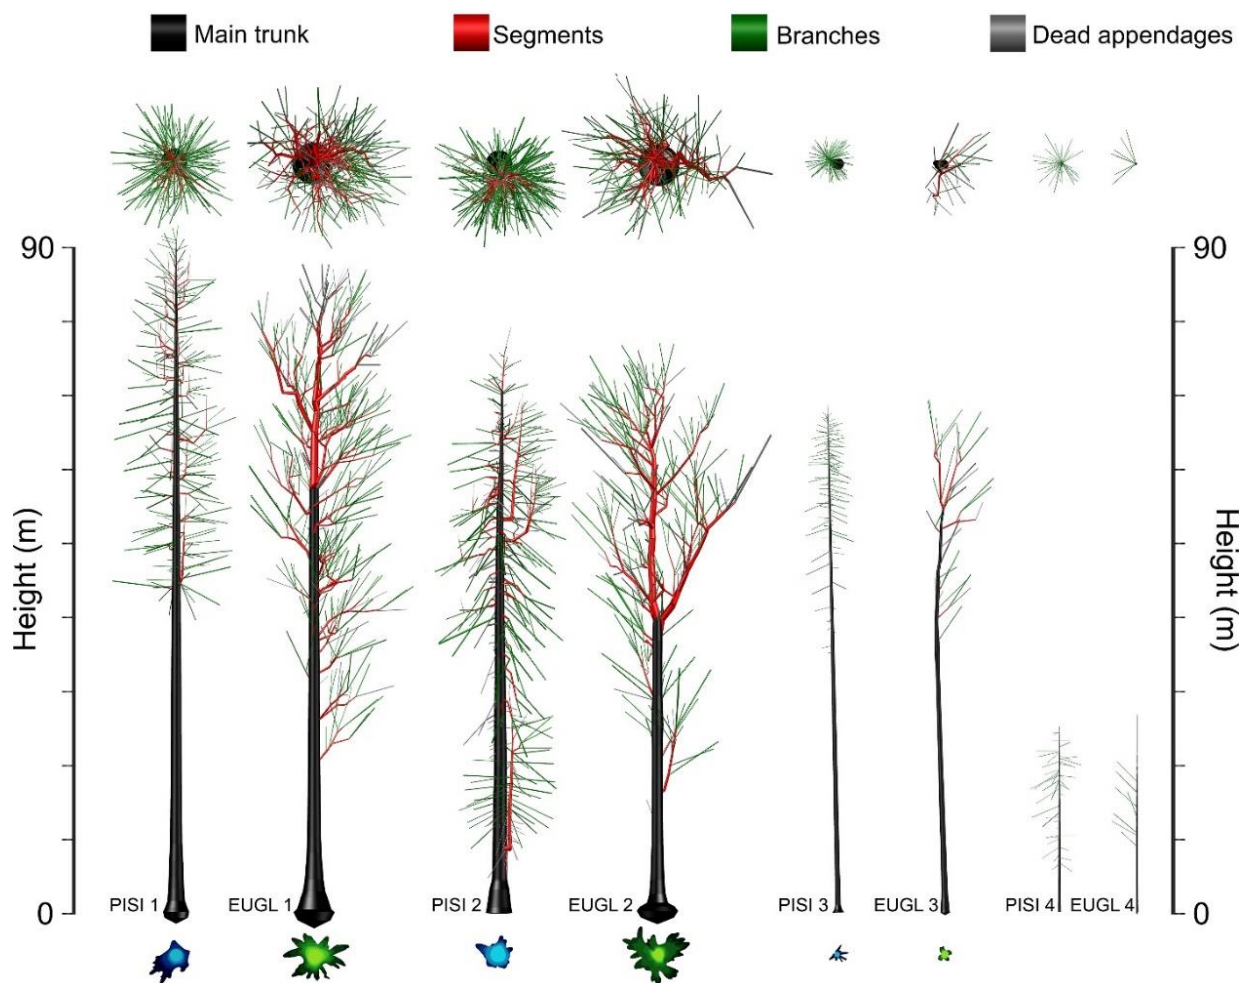 Main trunk Segments Branches Dead appendages
90 90
Height (m) Height (m)
0 PISI 1 EUGL 1 PISI 2 EUGL 2 PISI 3 EUGL 3 PISI 4 EUGL 4 0